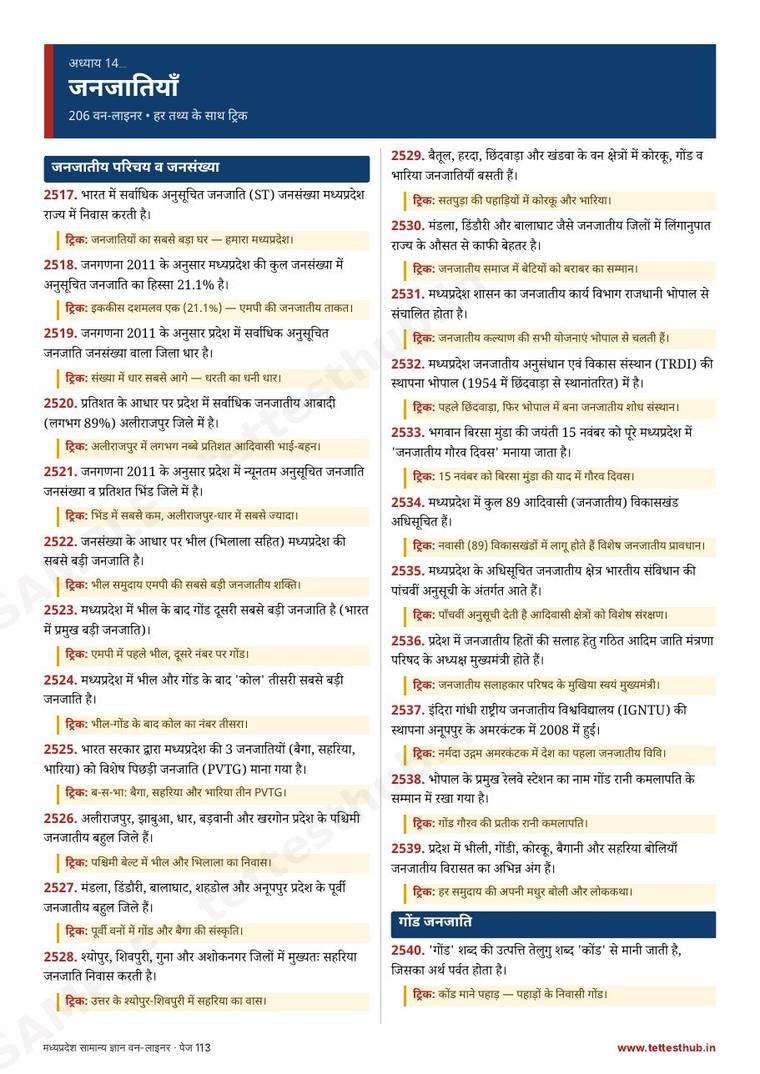 अध्याय 14
जनजातियाँ
206 वन-लाइनर • हर तथ्य के साथ ट्रिक
जनजातीय परिचय व जनसंख्या
2517. भारत में सर्वाधिक अनुसूचित जनजाति (ST) जनसंख्या मध्यप्रदेश
राज्य में निवास करती है।
ट्रिक: जनजातियों का सबसे बड़ा घर — हमारा मध्यप्रदेश।
2518. जनगणना 2011 के अनुसार मध्यप्रदेश की कुल जनसंख्या में
अनुसूचित जनजाति का हिस्सा 21.1% है।
ट्रिक: इक्कीस दशमलव एक (21.1%) — एमपी की जनजातीय ताकत।
2519. जनगणना 2011 के अनुसार प्रदेश में सर्वाधिक अनुसूचित
जनजाति जनसंख्या वाला जिला धार है।
ट्रिक: संख्या में धार सबसे आगे — धरती का धनी धार।
2520. प्रतिशत के आधार पर प्रदेश में सर्वाधिक जनजातीय आबादी
(लगभग 89%) अलीराजपुर जिले में है।
ट्रिक: अलीराजपुर में लगभग नब्बे प्रतिशत आदिवासी भाई-बहन।
2521. जनगणना 2011 के अनुसार प्रदेश में न्यूनतम अनुसूचित जनजाति
जनसंख्या व प्रतिशत भिंड जिले में है।
ट्रिक: भिंड में सबसे कम, अलीराजपुर-धार में सबसे ज्यादा।
2522. जनसंख्या के आधार पर भील (भिलाला सहित) मध्यप्रदेश की
सबसे बड़ी जनजाति है।
ट्रिक: भील समुदाय एमपी की सबसे बड़ी जनजातीय शक्ति।
2523. मध्यप्रदेश में भील के बाद गोंड दूसरी सबसे बड़ी जनजाति है (भारत
में प्रमुख बड़ी जनजाति)।
ट्रिक: एमपी में पहले भील, दूसरे नंबर पर गोंड।
2524. मध्यप्रदेश में भील और गोंड के बाद 'कोल' तीसरी सबसे बड़ी
जनजाति है।
ट्रिक: भील-गोंड के बाद कोल का नंबर तीसरा।
2525. भारत सरकार द्वारा मध्यप्रदेश की 3 जनजातियों (बैगा, सहरिया,
भारिया) को विशेष पिछड़ी जनजाति (PVTG) माना गया है।
ट्रिक: ब-स-भा: बैगा, सहरिया और भारिया तीन PVTG।
2526. अलीराजपुर, झाबुआ, धार, बड़वानी और खरगोन प्रदेश के पश्चिमी
जनजातीय बहुल जिले हैं।
ट्रिक: पश्चिमी बेल्ट में भील और भिलाला का निवास।
2527. मंडला, डिंडौरी, बालाघाट, शहडोल और अनूपपुर प्रदेश के पूर्वी
जनजातीय बहुल जिले हैं।
ट्रिक: पूर्वी वनों में गोंड और बैगा की संस्कृति।
2528. श्योपुर, शिवपुरी, गुना और अशोकनगर जिलों में मुख्यतः सहरिया
जनजाति निवास करती है।
ट्रिक: उत्तर के श्योपुर-शिवपुरी में सहरिया का वास।
2529. बैतूल, हरदा, छिंदवाड़ा और खंडवा के वन क्षेत्रों में कोरकू, गोंड व
भारिया जनजातियाँ बसती हैं।
ट्रिक: सतपुड़ा की पहाड़ियों में कोरकू और भारिया।
2530. मंडला, डिंडौरी और बालाघाट जैसे जनजातीय जिलों में लिंगानुपात
राज्य के औसत से काफी बेहतर है।
ट्रिक: जनजातीय समाज में बेटियों को बराबर का सम्मान।
2531. मध्यप्रदेश शासन का जनजातीय कार्य विभाग राजधानी भोपाल से
संचालित होता है।
ट्रिक: जनजातीय कल्याण की सभी योजनाएं भोपाल से चलती हैं।
2532. मध्यप्रदेश जनजातीय अनुसंधान एवं विकास संस्थान (TRDI) की
स्थापना भोपाल (1954 में छिंदवाड़ा से स्थानांतरित) में है।
ट्रिक: पहले छिंदवाड़ा, फिर भोपाल में बना जनजातीय शोध संस्थान।
2533. भगवान बिरसा मुंडा की जयंती 15 नवंबर को पूरे मध्यप्रदेश में
'जनजातीय गौरव दिवस' मनाया जाता है।
ट्रिक: 15 नवंबर को बिरसा मुंडा की याद में गौरव दिवस।
2534. मध्यप्रदेश में कुल 89 आदिवासी (जनजातीय) विकासखंड
अधिसूचित हैं।
ट्रिक: नवासी (89) विकासखंडों में लागू होते हैं विशेष जनजातीय प्रावधान।
2535. मध्यप्रदेश के अधिसूचित जनजातीय क्षेत्र भारतीय संविधान की
पांचवीं अनुसूची के अंतर्गत आते हैं।
ट्रिक: पाँचवीं अनुसूची देती है आदिवासी क्षेत्रों को विशेष संरक्षण।
2536. प्रदेश में जनजातीय हितों की सलाह हेतु गठित आदिम जाति मंत्रणा
परिषद के अध्यक्ष मुख्यमंत्री होते हैं।
ट्रिक: जनजातीय सलाहकार परिषद के मुखिया स्वयं मुख्यमंत्री।
2537. इंदिरा गांधी राष्ट्रीय जनजातीय विश्वविद्यालय (IGNTU) की
स्थापना अनूपपुर के अमरकंटक में 2008 में हुई।
ट्रिक: नर्मदा उद्गम अमरकंटक में देश का पहला जनजातीय विवि।
2538. भोपाल के प्रमुख रेलवे स्टेशन का नाम गोंड रानी कमलापति के
सम्मान में रखा गया है।
ट्रिक: गोंड गौरव की प्रतीक रानी कमलापति।
2539. प्रदेश में भीली, गोंडी, कोरकू, बैगानी और सहरिया बोलियाँ
जनजातीय विरासत का अभिन्न अंग हैं।
ट्रिक: हर समुदाय की अपनी मधुर बोली और लोककथा।
गोंड जनजाति
2540. 'गोंड' शब्द की उत्पत्ति तेलुगु शब्द 'कोंड' से मानी जाती है,
जिसका अर्थ पर्वत होता है।
ट्रिक: कोंड माने पहाड़ — पहाड़ों के निवासी गोंड।
मध्यप्रदेश सामान्य ज्ञान वन-लाइनर · पेज 113
www.tettesthub.in